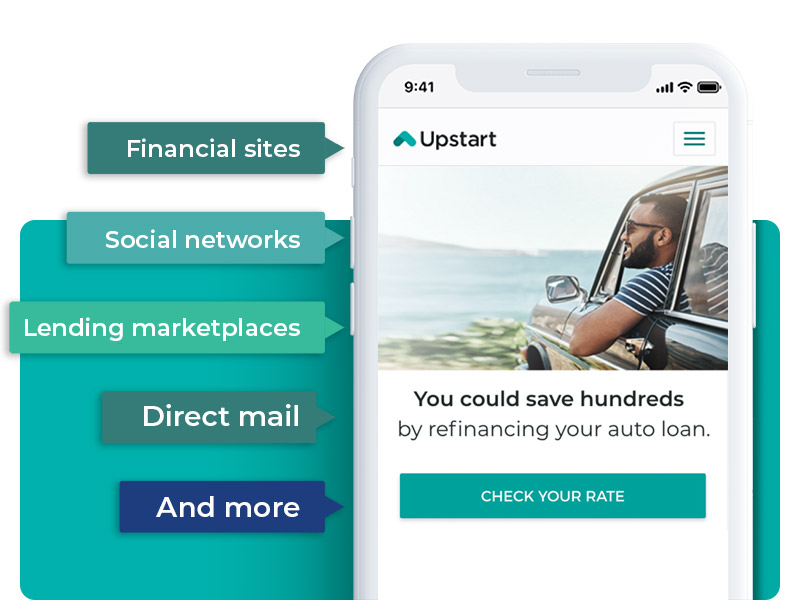 Financial sites
Social networks
Lending marketplaces
Direct mail
And more
9:41
Upstart
You could save hundreds
by refinancing your auto loan.
CHECK YOUR RATE